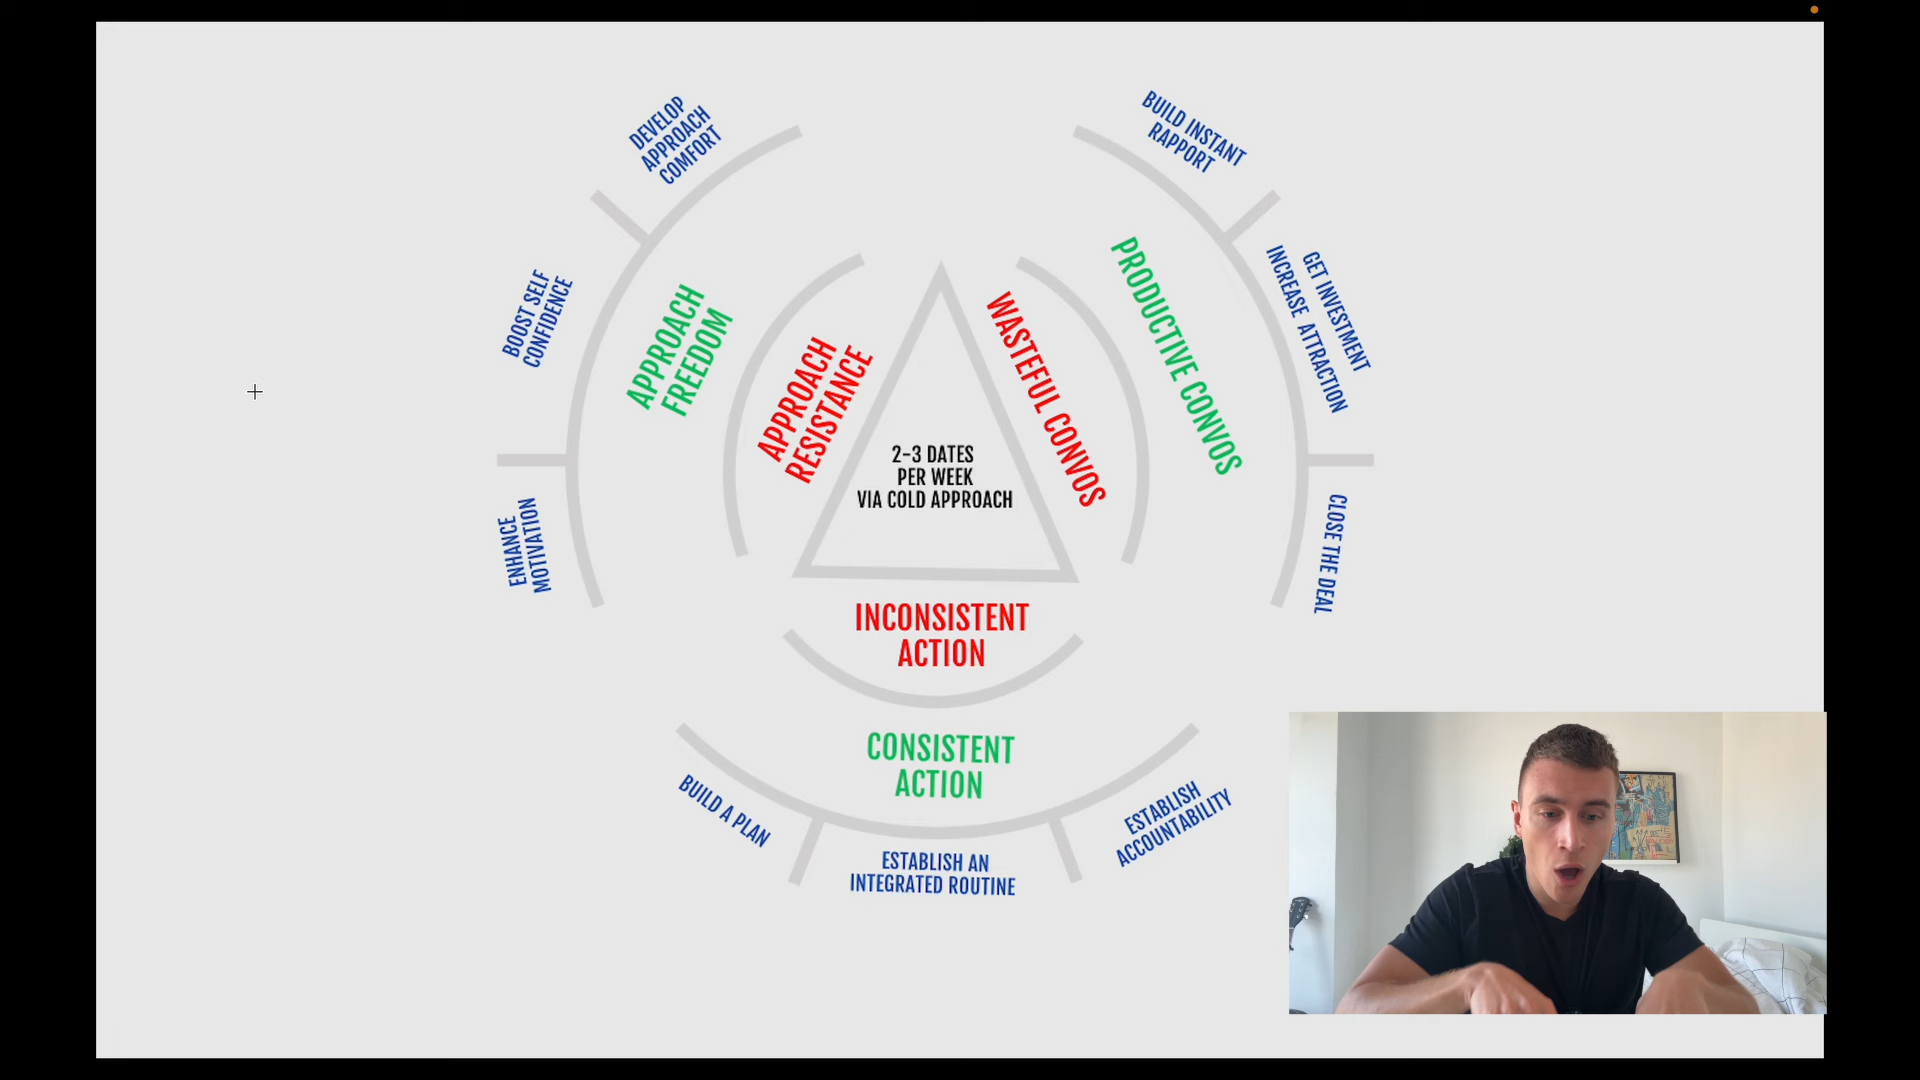 DEVELOP
APPROACH
COMFORT
BUILD INSTANT
RAPPORT
BOOST SELF
CONFIDENCE
APPROACH
FREEDOM
PRODUCTIVE CONVOS
GET INVESTMENT
INCREASE ATTRACTION
APPROACH
RESISTANCE
WASTEFUL CONVOS
2-3 DATES
PER WEEK
VIA COLD APPROACH
ENHANCE
MOTIVATION
CLOSE THE DEAL
INCONSISTENT
ACTION
CONSISTENT
ACTION
BUILD A PLAN
ESTABLISH AN
INTEGRATED ROUTINE
ESTABLISH
ACCOUNTABILITY